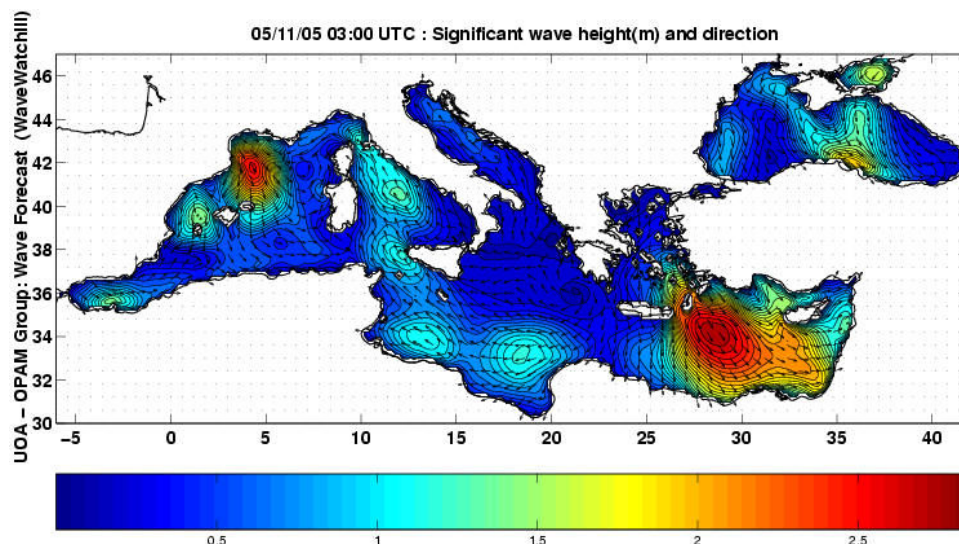 05/11/05 03:00 UTC : Significant wave height(m) and direction
UOA – OPAM Group: Wave Forecast (WaveWatchIII)
46
44
42
40
38
36
34
32
30
−5 0 5 10 15 20 25 30 35 40
0.5 1 1.5 2 2.5